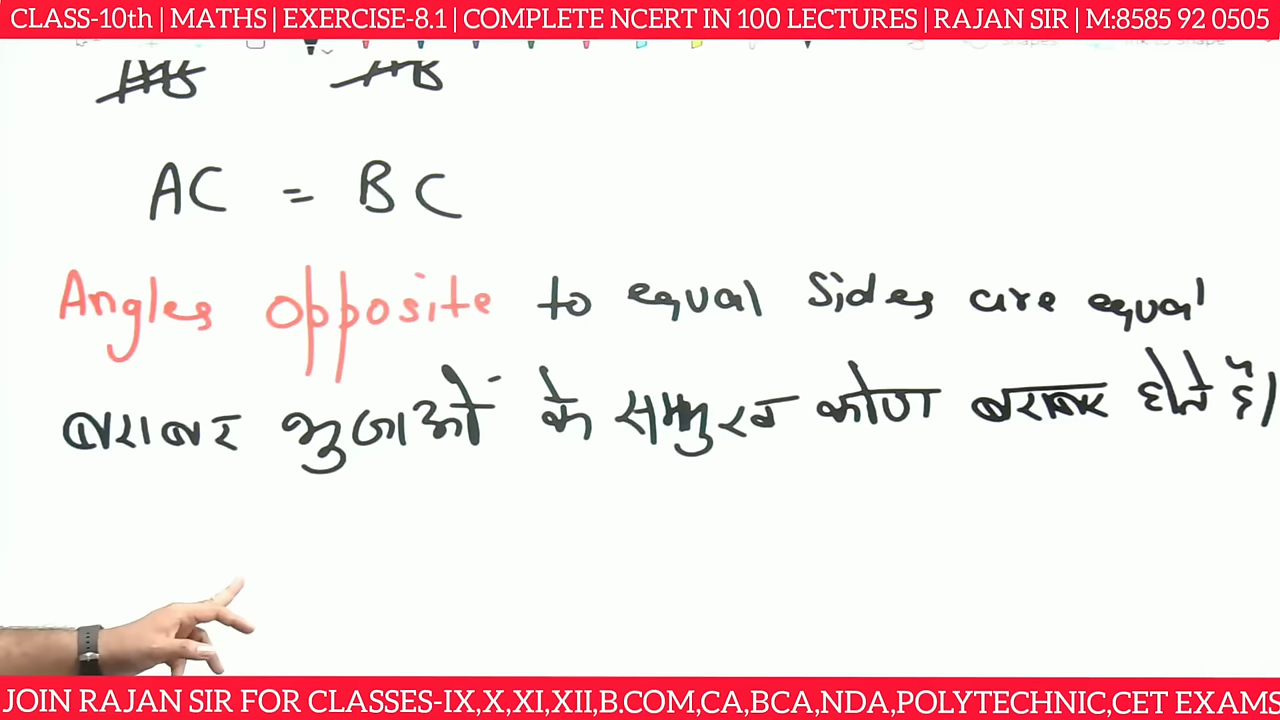 CLASS-10th | MATHS | EXERCISE-8.1 | COMPLETE NCERT IN 100 LECTURES | RAJAN SIR | M:8585 92 0505
AC = BC
Angles opposite to equal sides are equal
बराबर भुजाओं के सम्मुख कोण बराबर होते हैं।
JOIN RAJAN SIR FOR CLASSES-IX,X,XI,XII,B.COM,CA,BCA,NDA,POLYTECHNIC,CET EXAMS